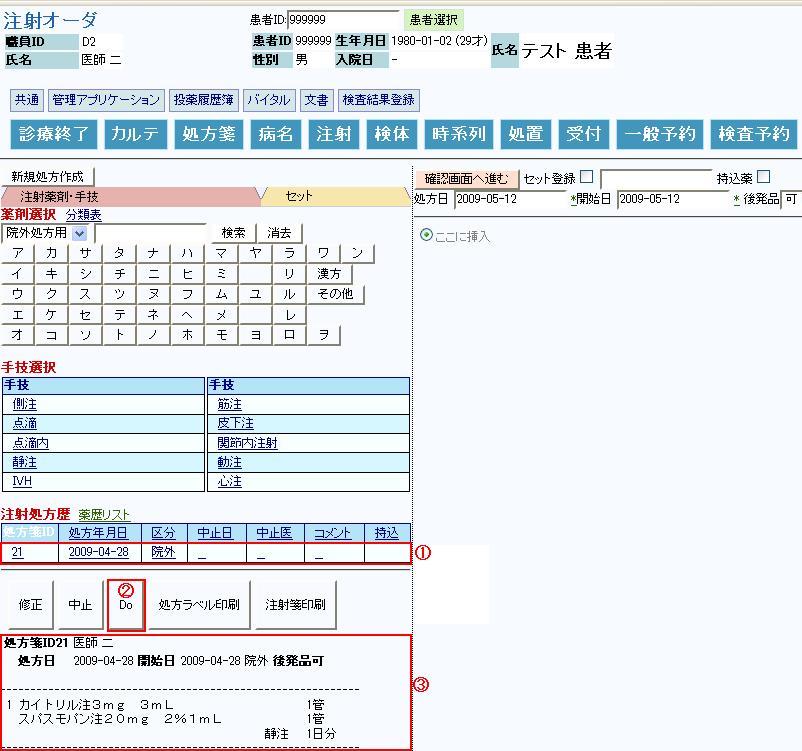 注射オーダ
患者ID:999999 患者選択
職員ID D2
氏名 医師 二
患者ID 999999 生年月日 1980-01-02 (29才) 氏名 テスト 患者
性別 男 入院日 -
共通 管理アプリケーション 投薬履歴簿 バイタル 文書 検査結果登録
診療終了 カルテ 処方箋 病名 注射 検体 時系列 処置 受付 一般予約 検査予約
新規処方作成
注射薬剤・手技 セット
薬剤選択 分類表
院外処方用 検索 消去
ア カ サ タ ナ ハ マ ヤ ラ ワ ン
イ キ シ チ ニ ヒ ミ リ 漢方
ウ ク ス ツ ヌ フ ム ユ ル その他
エ ケ セ テ ネ ヘ メ レ
オ コ ソ ト ノ ホ モ ヨ ロ ヲ
手技選択
手技 手技
側注 筋注
点滴 皮下注
点滴内 関節内注射
静注 動注
IVH 心注
注射処方歴 薬歴リスト
処方箋ID 処方年月日 区分 中止日 中止医 コメント 持込
21 2009-04-28 院外 _ _ _
①
修正 中止 ② Do 処方ラベル印刷 注射箋印刷
処方箋ID21 医師 二
処方日 2009-04-28 開始日 2009-04-28 院外 後発品可
③
------------------------------------------------------------
1 カイトリル注3mg 3mL 1管
スパスモバン注20mg 2%1mL 1管
静注 1日分
------------------------------------------------------------
確認画面へ進む セット登録 持込薬
処方日 2009-05-12 *開始日 2009-05-12 * 後発品 可
ここに挿入